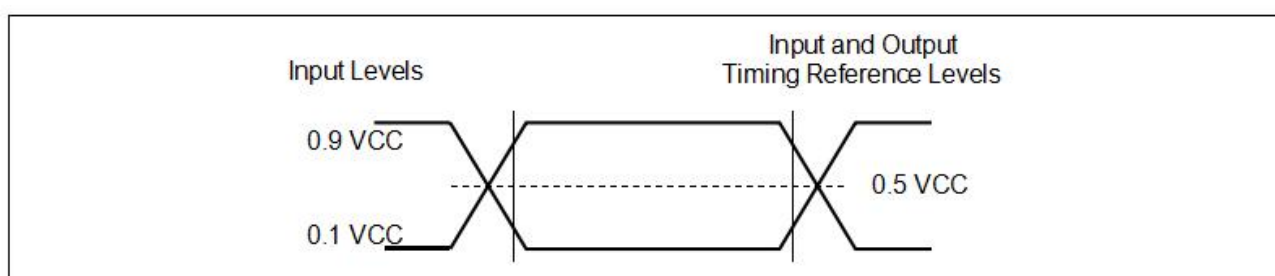 Input Levels
Input and Output
Timing Reference Levels
0.9 VCC
0.5 VCC
0.1 VCC